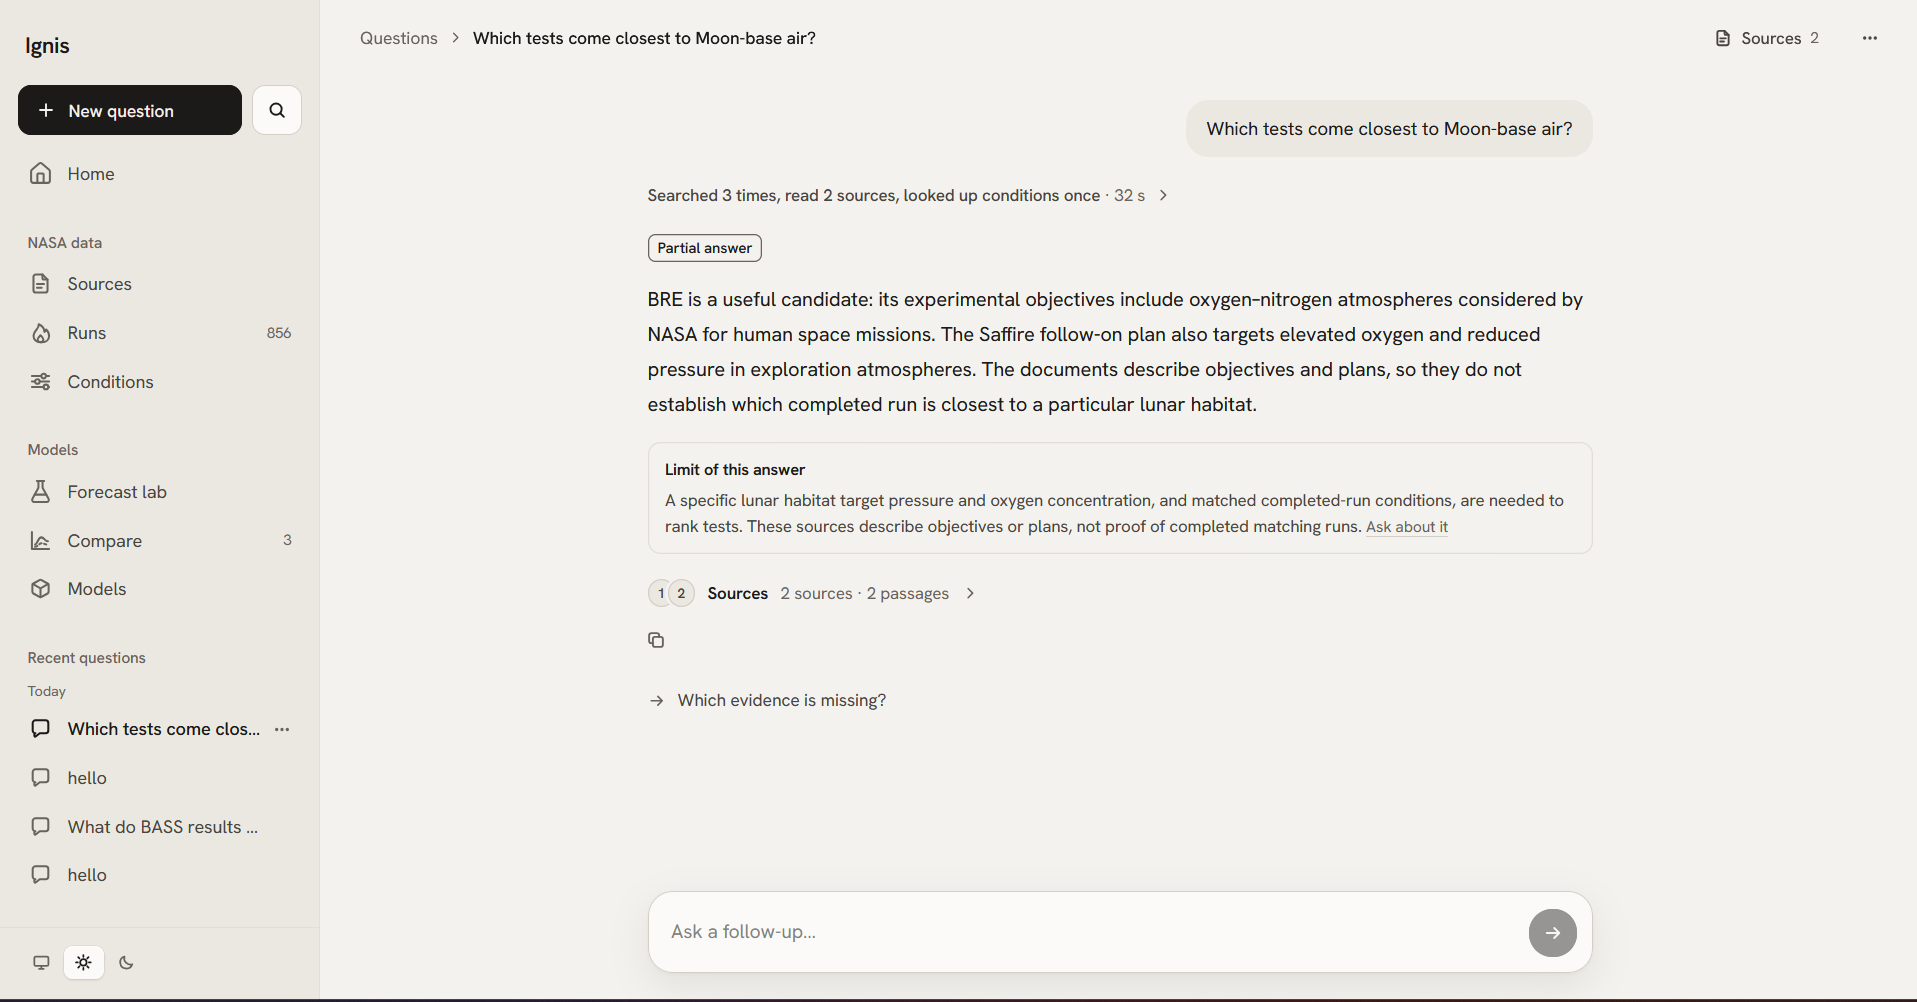 Ignis
New question
Home
NASA data
Sources
Runs 856
Conditions
Models
Forecast lab
Compare 3
Models
Recent questions
Today
Which tests come clos... ...
hello
What do BASS results ...
hello
Questions > Which tests come closest to Moon-base air?
Sources 2 ...
Which tests come closest to Moon-base air?
Searched 3 times, read 2 sources, looked up conditions once · 32 s
Partial answer
BRE is a useful candidate: its experimental objectives include oxygen–nitrogen atmospheres considered by
NASA for human space missions. The Saffire follow-on plan also targets elevated oxygen and reduced
pressure in exploration atmospheres. The documents describe objectives and plans, so they do not
establish which completed run is closest to a particular lunar habitat.
Limit of this answer
A specific lunar habitat target pressure and oxygen concentration, and matched completed-run conditions, are needed to
rank tests. These sources describe objectives or plans, not proof of completed matching runs. Ask about it
1 2 Sources 2 sources · 2 passages
Which evidence is missing?
Ask a follow-up...